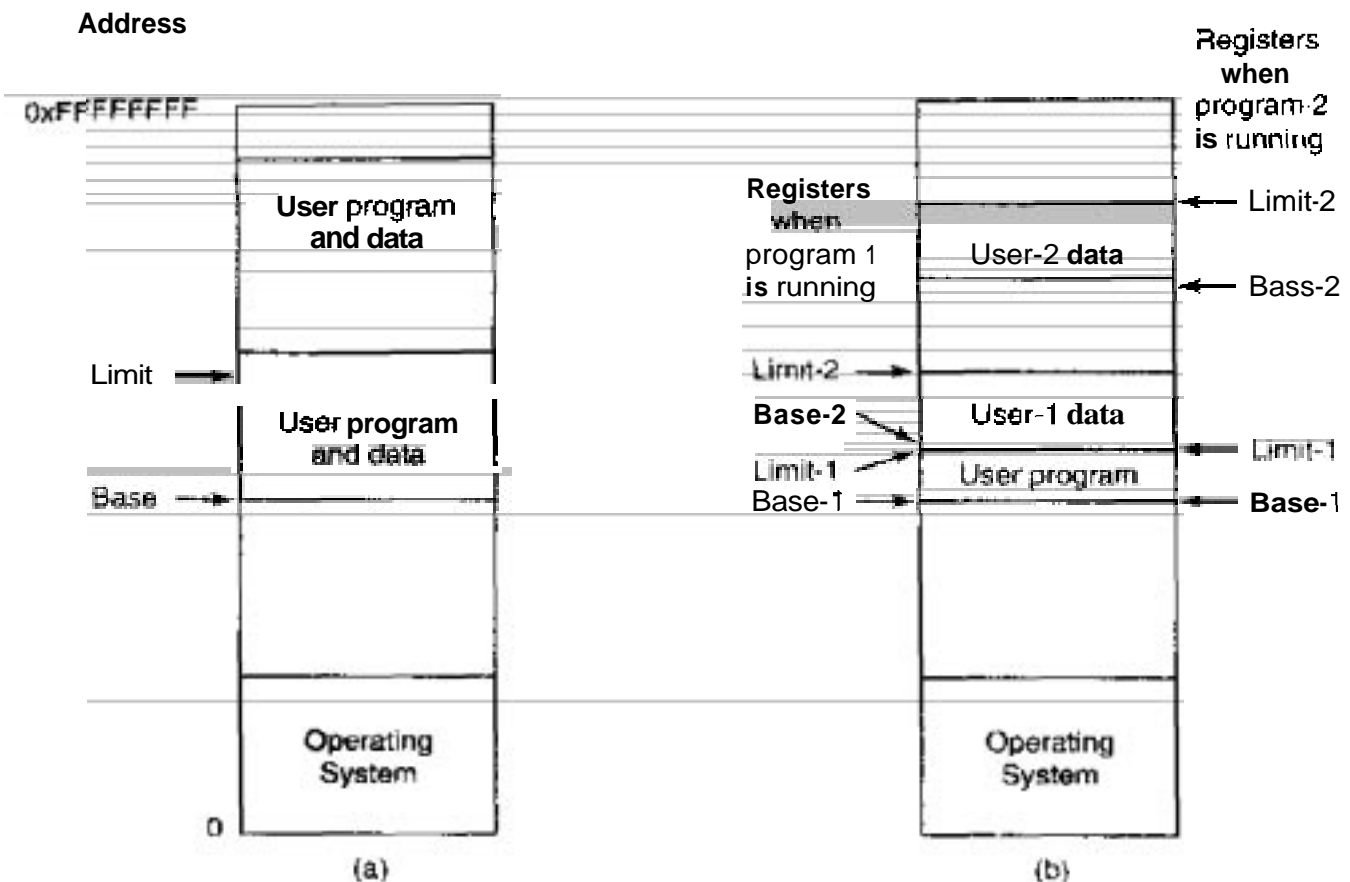 Address
0xFFFFFFFF
User program
and data
Limit
User program
and data
Base
Operating
System
0
(a)
Registers
when
program 1
is running
Limit-2
Base-2
Limit-1
Base-1
Registers
when
program 2
is running
Limit-2
User-2 data
Bass-2
User-1 data
Limit-1
User program
Base-1
Operating
System
(b)